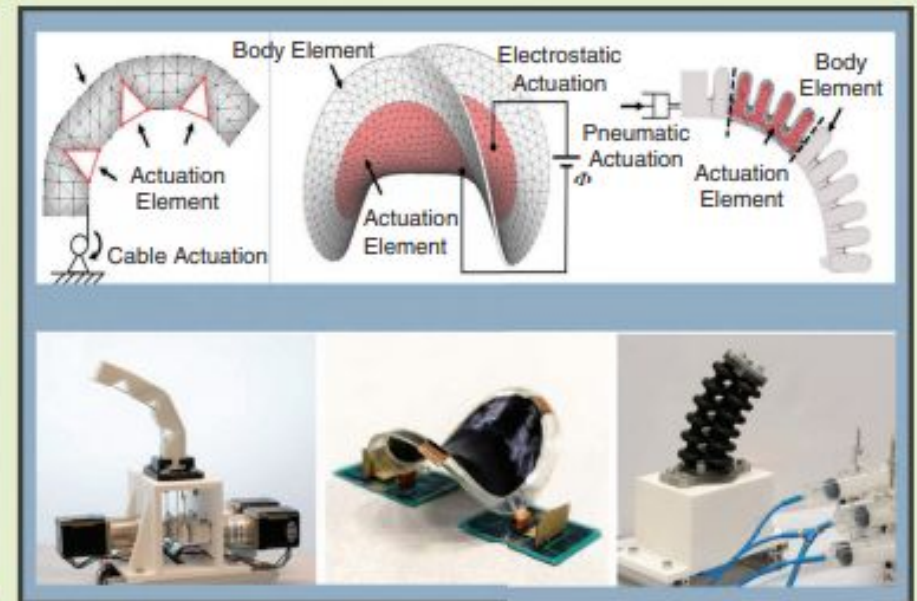 Body Element
Actuation
Element
Cable Actuation
Electrostatic
Actuation
Actuation
Element
Φ
Pneumatic
Actuation
Body
Element
Actuation
Element